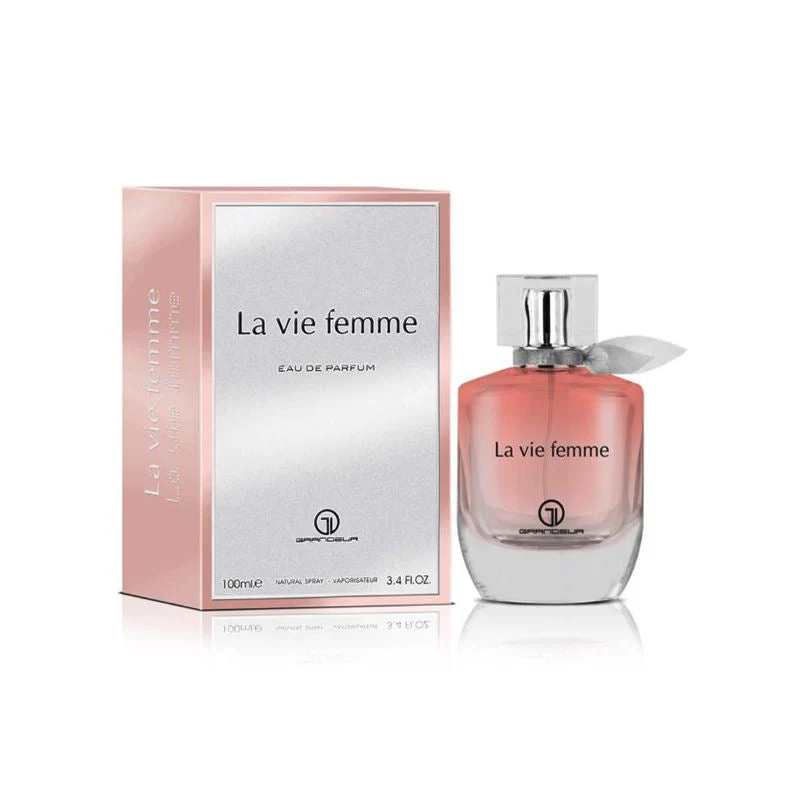 La vie femme
La vie femme
EAU DE PARFUM
GRANDEUR
100ml.e
NATURAL SPRAY - VAPORISATEUR
3.4 Fl.OZ.
La vie femme
GRANDEUR